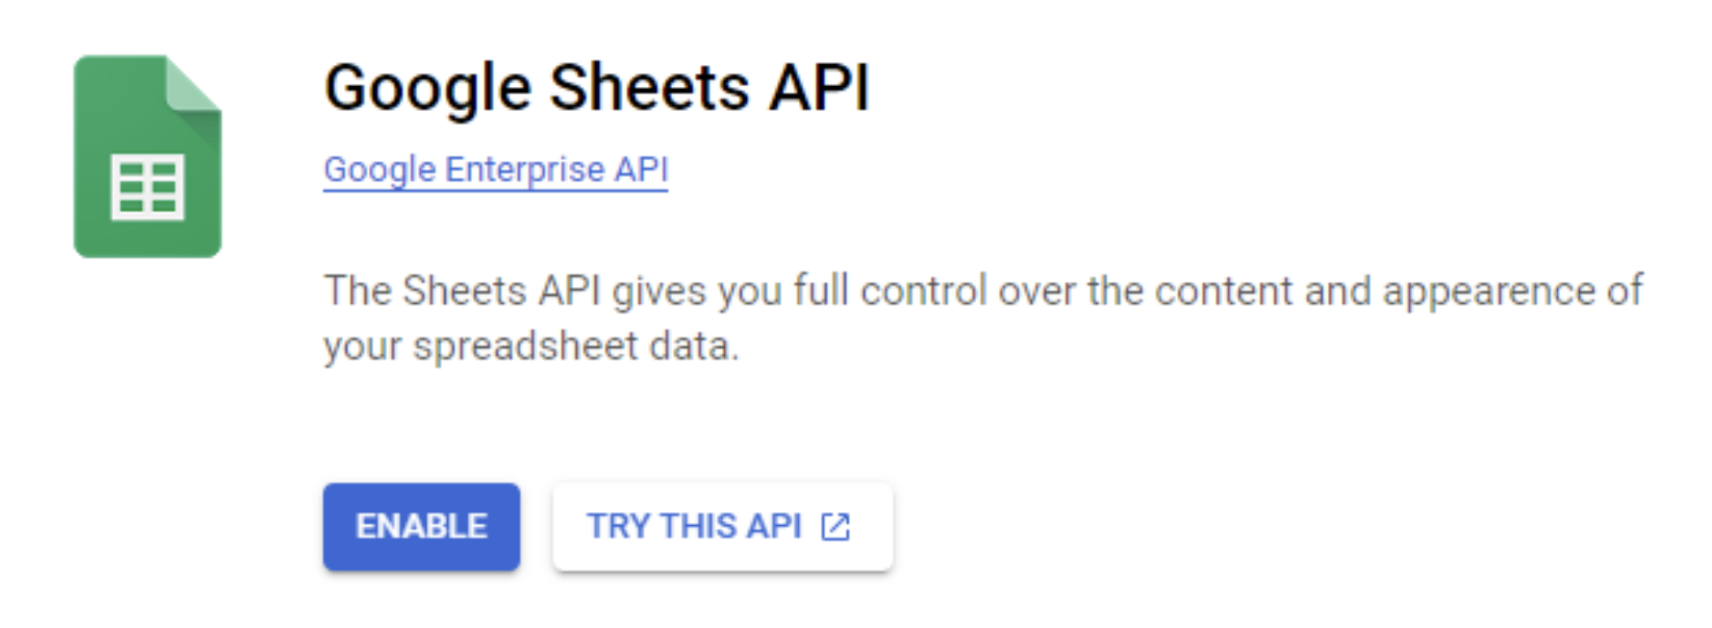 Google Sheets API
Google Enterprise API
The Sheets API gives you full control over the content and appearence of
your spreadsheet data.
ENABLE
TRY THIS API